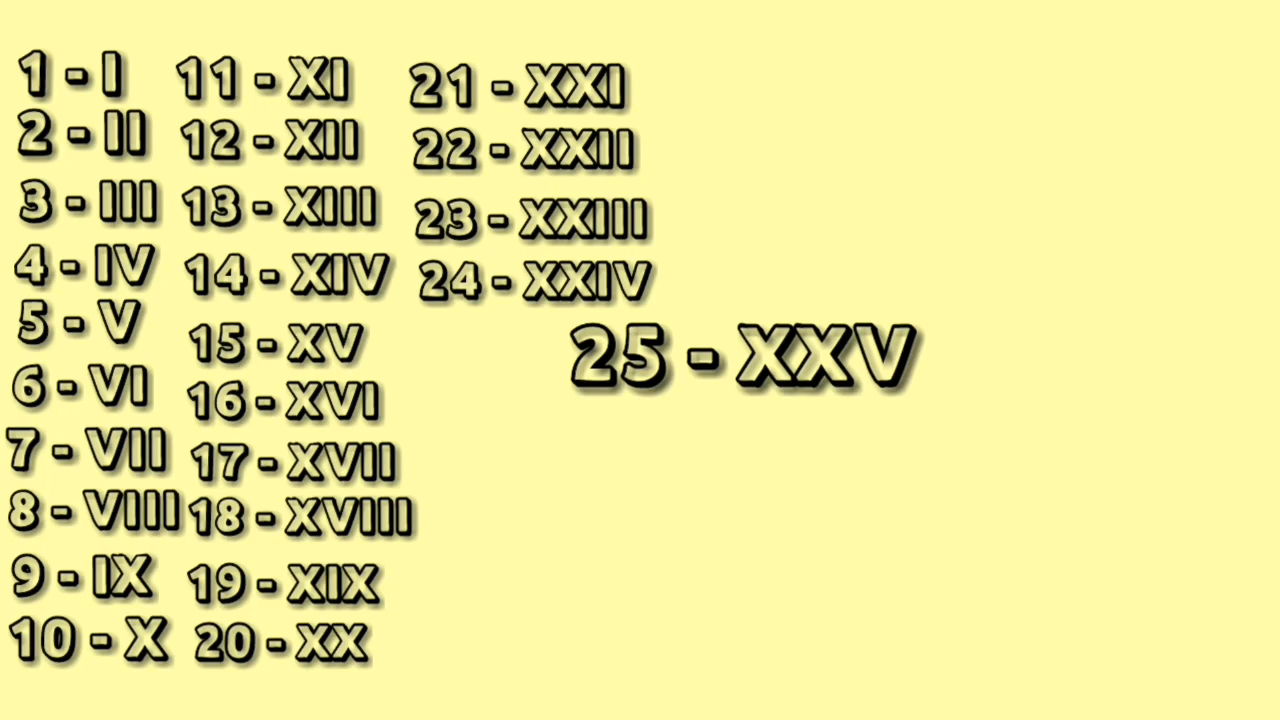 1 - I
2 - II
3 - III
4 - IV
5 - V
6 - VI
7 - VII
8 - VIII
9 - IX
10 - X
11 - XI
12 - XII
13 - XIII
14 - XIV
15 - XV
16 - XVI
17 - XVII
18 - XVIII
19 - XIX
20 - XX
21 - XXI
22 - XXII
23 - XXIII
24 - XXIV
25 - XXV